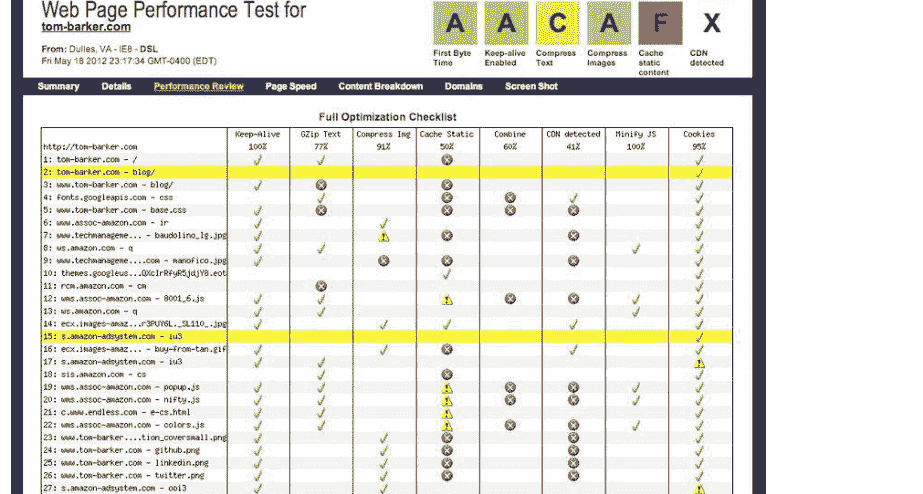 Web Page Performance Test for
tom-barker.com
From: Dulles, VA - IE8 - DSL
Fri May 18 2012 23:17:34 GMT-0400 (EDT)
A A C A F X
First Byte Time
Keep-alive Enabled
Compress Text
Compress Images
Cache static content
CDN detected
Summary Details Performance Review Page Speed Content Breakdown Domains Screen Shot
Full Optimization Checklist
Keep-Alive GZip Text Compress Img Cache Static Combine CDN detected Minify JS Cookies
http://tom-barker.com 100% 77% 91% 50% 60% 41% 100% 95%
1: tom-barker.com - /
2: tom-barker.com - blog/
3: www.tom-barker.com - blog/
4: fonts.googleapis.com - css
5: www.tom-barker.com - base.css
6: www.assoc-amazon.com - ir
7: www.techmanageme... - baudolino_lg.jpg
8: ws.amazon.com - q
9: www.techmanageme....com - manofico.jpg
10: themes.googleus...
11: rcm.amazon.com - cm
12: wms.assoc-amazon.com - 8001_6.js
13: ws.amazon.com - q
14: ecx.images-amaz...r3PUY6L._SL110_.jpg
15: s.amazon-adsystem.com - iu3
16: ecx.images-amaz... - buy-from-tan.gif
17: s.amazon-adsystem.com - iu3
18: sis.amazon.com - cs
19: wms.assoc-amazon.com - popup.js
20: wms.assoc-amazon.com - nifty.js
21: c.www.endless.com - e-cs.html
22: wms.assoc-amazon.com - colors.js
23: www.tom-barker....tion_coversmall.png
24: www.tom-barker.com - github.png
25: www.tom-barker.com - linkedin.png
26: www.tom-barker.com - twitter.png
27: s.amazon-adsystem.com - ooi3